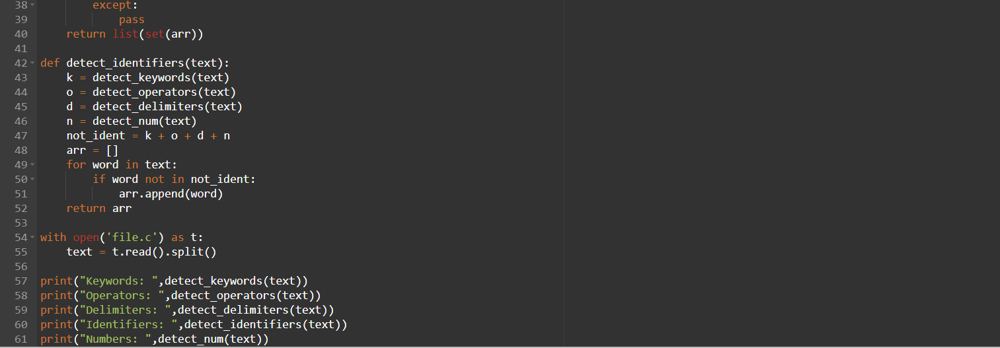 38 except:
39 pass
40 return list(set(arr))
41
42 def detect_identifiers(text):
43 k = detect_keywords(text)
44 o = detect_operators(text)
45 d = detect_delimiters(text)
46 n = detect_num(text)
47 not_ident = k + o + d + n
48 arr = []
49 for word in text:
50 if word not in not_ident:
51 arr.append(word)
52 return arr
53
54 with open('file.c') as t:
55 text = t.read().split()
56
57 print("Keywords: ",detect_keywords(text))
58 print("Operators: ",detect_operators(text))
59 print("Delimiters: ",detect_delimiters(text))
60 print("Identifiers: ",detect_identifiers(text))
61 print("Numbers: ",detect_num(text))